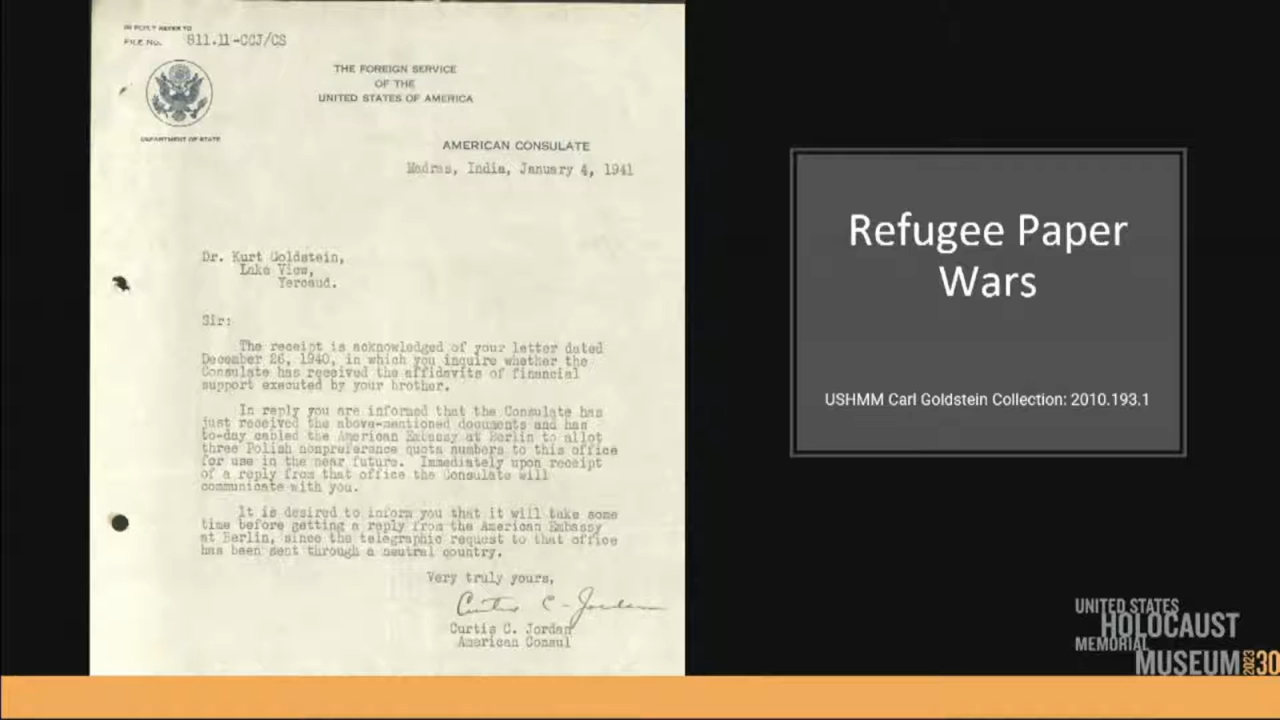 IN REPLY REFER TO
FILE No. 811.11-CCJ/CS
THE FOREIGN SERVICE
OF THE
UNITED STATES OF AMERICA
DEPARTMENT OF STATE
AMERICAN CONSULATE
Madras, India, January 4, 1941
Dr. Kurt Goldstein,
Lake View,
Yercaud.
Sir:
The receipt is acknowledged of your letter dated
December 26, 1940, in which you inquire whether the
Consulate has received the affidavits of financial
support executed by your brother.
In reply you are informed that the Consulate has
just received the above-mentioned documents and has
to-day cabled the American Embassy at Berlin to allot
three Polish nonpreference quota numbers to this office
for use in the near future. Immediately upon receipt
of a reply from that office the Consulate will
communicate with you.
It is desired to inform you that it will take some
time before getting a reply from the American Embassy
at Berlin, since the telegraphic request to that office
has been sent through a neutral country.
Very truly yours,
Curtis C. Jordan
Curtis C. Jordan
American Consul
Refugee Paper
Wars
USHMM Carl Goldstein Collection: 2010.193.1
UNITED STATES
HOLOCAUST
MEMORIAL
MUSEUM 2023 30